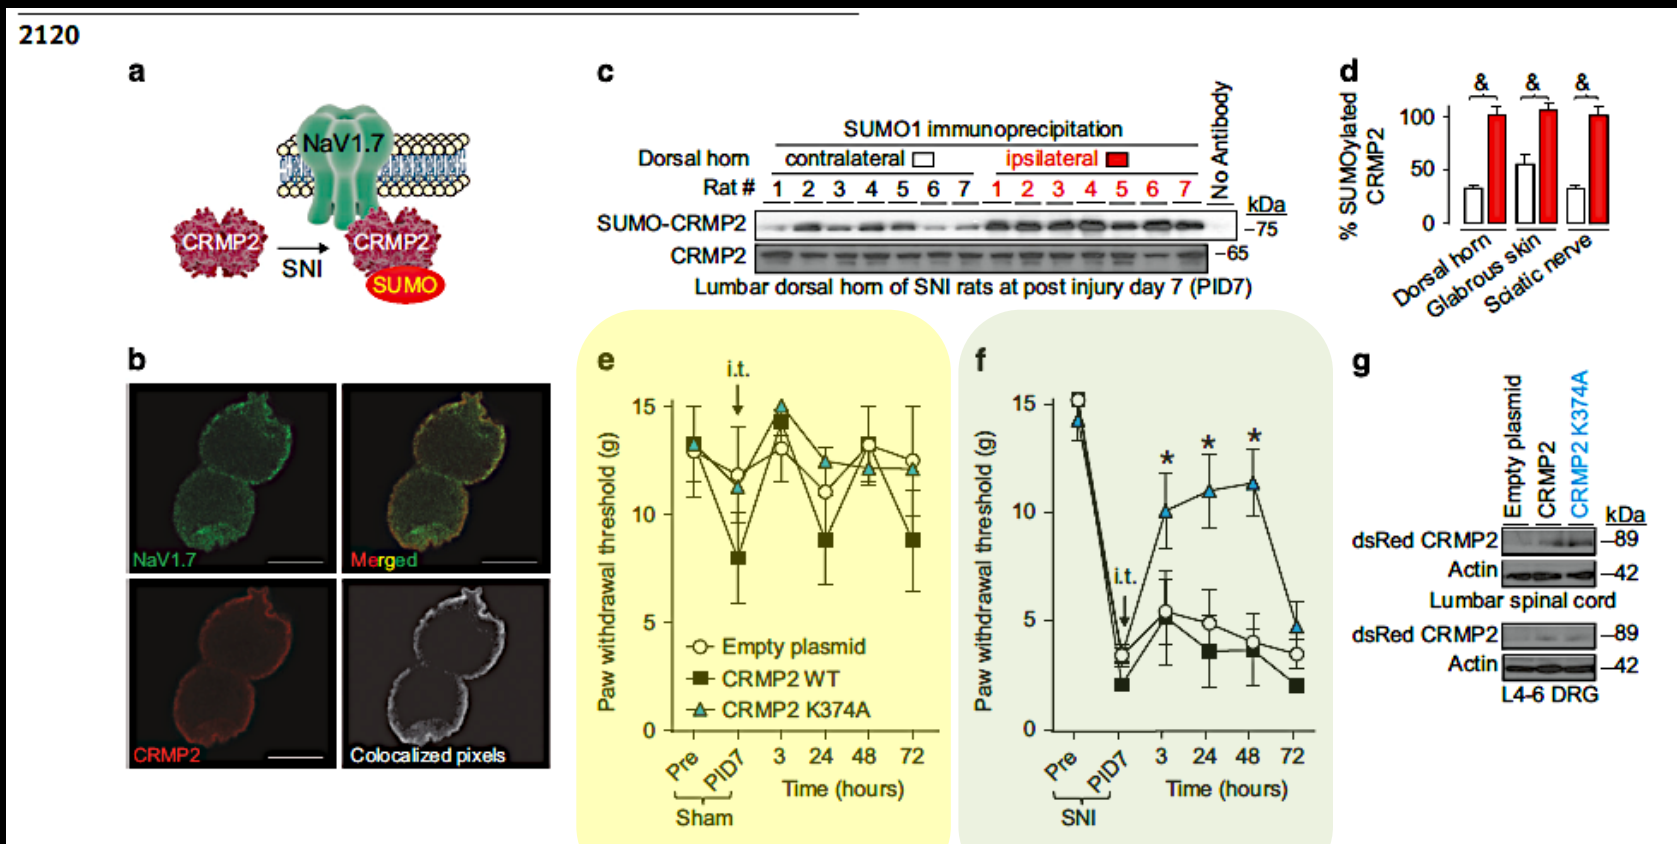 2120
a
NaV1.7
CRMP2
CRMP2
SNI
SUMO
b
NaV1.7
Merged
CRMP2
Colocalized pixels
c
SUMO1 immunoprecipitation
No Antibody
Dorsal horn contralateral ipsilateral
Rat # 1 2 3 4 5 6 7 1 2 3 4 5 6 7
kDa
SUMO-CRMP2 –75
CRMP2 –65
Lumbar dorsal horn of SNI rats at post injury day 7 (PID7)
d
& & &
% SUMOylated CRMP2
100
50
0
Dorsal horn
Glabrous skin
Sciatic nerve
e
i.t.
Paw withdrawal threshold (g)
15
10
5
0
Empty plasmid
CRMP2 WT
CRMP2 K374A
Pre PID7 3 24 48 72
Time (hours)
Sham
f
* * *
i.t.
Paw withdrawal threshold (g)
15
10
5
0
Pre PID7 3 24 48 72
Time (hours)
SNI
g
Empty plasmid
CRMP2
CRMP2 K374A
kDa
dsRed CRMP2 –89
Actin –42
Lumbar spinal cord
dsRed CRMP2 –89
Actin –42
L4-6 DRG